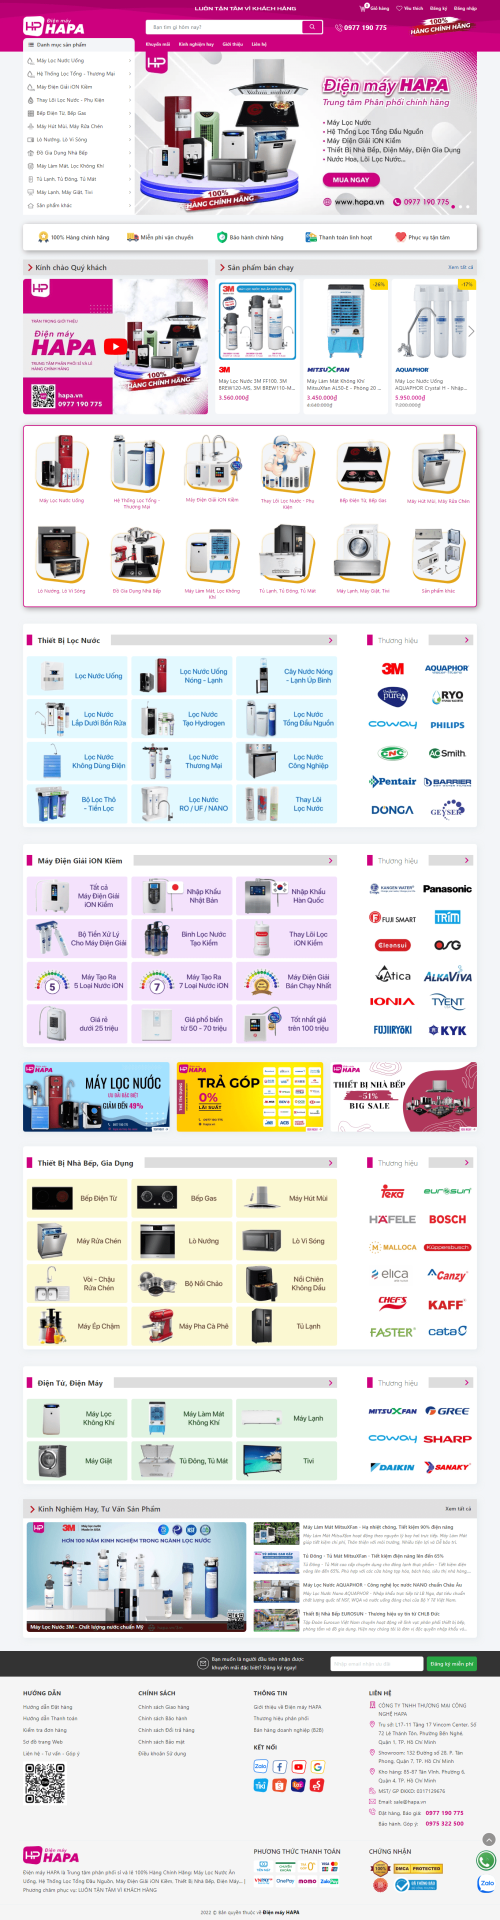 LUÔN TẬN TÂM VÌ KHÁCH HÀNG
Giỏ hàng
Yêu thích
Đăng ký
Đăng nhập
Điện máy
HAPA
Bạn tìm gì hôm nay?
0977 190 775
100%
HÀNG CHÍNH HÃNG
Danh mục sản phẩm
Khuyến mãi
Kinh nghiệm hay
Giới thiệu
Liên hệ
Máy Lọc Nước Uống
Hệ Thống Lọc Tổng - Thương Mại
Máy Điện Giải iON Kiềm
Thay Lõi Lọc Nước - Phụ Kiện
Bếp Điện Từ, Bếp Gas
Máy Hút Mùi, Máy Rửa Chén
Lò Nướng, Lò Vi Sóng
Đồ Gia Dụng Nhà Bếp
Máy Làm Mát, Lọc Không Khí
Tủ Lạnh, Tủ Đông, Tủ Mát
Máy Lạnh, Máy Giặt, Tivi
Sản phẩm khác
Điện máy HAPA
Trung tâm Phân phối chính hãng
• Máy Lọc Nước
• Hệ Thống Lọc Tổng Đầu Nguồn
• Máy Điện Giải iON Kiềm
• Thiết Bị Nhà Bếp, Điện Máy, Điện Gia Dụng
• Nước Hoa, Lõi Lọc Nước...
MUA NGAY
100%
HÀNG CHÍNH HÃNG
www.hapa.vn
0977 190 775
100% Hàng chính hãng
Miễn phí vận chuyển
Bảo hành chính hãng
Thanh toán linh hoạt
Phục vụ tận tâm
Kính chào Quý khách
Sản phẩm bán chạy
Xem tất cả
TRÂN TRỌNG GIỚI THIỆU
Điện máy
HAPA
TRUNG TÂM PHÂN PHỐI SỈ VÀ LẺ
HÀNG CHÍNH HÃNG
100%
HÀNG CHÍNH HÃNG
hapa.vn
0977 190 775
3M
-26%
-17%
3M
MITSUXFAN
AQUAPHOR
Máy Lọc Nước 3M FF100, 3M
BREW120-MS, 3M BREW110-M...
3.560.000₫
Máy Làm Mát Không Khí
MitsuXfan AL50-E - Phòng 20 ...
3.450.000₫
Máy Lọc Nước Uống
AQUAPHOR Crystal H - Nhập...
5.950.000₫
Máy Lọc Nước Uống
Hệ Thống Lọc Tổng -
Thương Mại
Máy Điện Giải iON Kiềm
Thay Lõi Lọc Nước - Phụ
Kiện
Bếp Điện Từ, Bếp Gas
Máy Hút Mùi, Máy Rửa Chén
Lò Nướng, Lò Vi Sóng
Đồ Gia Dụng Nhà Bếp
Máy Làm Mát, Lọc Không
Khí
Tủ Lạnh, Tủ Đông, Tủ Mát
Máy Lạnh, Máy Giặt, Tivi
Sản phẩm khác
Thiết Bị Lọc Nước
Thương hiệu
Lọc Nước Uống
Lọc Nước Uống
Nóng - Lạnh
Cây Nước Nóng
- Lạnh Úp Bình
Lọc Nước
Lắp Dưới Bồn Rửa
Lọc Nước
Tạo Hydrogen
Lọc Nước
Tổng Đầu Nguồn
Lọc Nước
Không Dùng Điện
Lọc Nước
Thương Mại
Lọc Nước
Công Nghiệp
Bộ Lọc Thô
- Tiền Lọc
Lọc Nước
RO / UF / NANO
Thay Lõi
Lọc Nước
3M
AQUAPHOR
pure
RYO
coway
PHILIPS
CNC
AO Smith
Pentair
BARRIER
DONGA
GEYSER
Máy Điện Giải iON Kiềm
Thương hiệu
Tất cả
Máy Điện Giải
iON Kiềm
Nhập Khẩu
Nhật Bản
Nhập Khẩu
Hàn Quốc
Bộ Tiền Xử Lý
Cho Máy Điện Giải
Bình Lọc Nước
Tạo Kiềm
Thay Lõi Lọc
iON Kiềm
5
Máy Tạo Ra
5 Loại Nước iON
7
Máy Tạo Ra
7 Loại Nước iON
Máy Điện Giải
Bán Chạy Nhất
Giá rẻ
dưới 25 triệu
Giá phổ biến
từ 50 - 70 triệu
Tốt nhất giá
trên 100 triệu
KANGEN WATER
Panasonic
FUJI SMART
TRIM
Cleansui
OSG
Atica
ALKAVIVA
IONIA
TYENT
FUJIIRYOKI
KYK
HAPA
MÁY LỌC NƯỚC
ƯU ĐÃI ĐẶC BIỆT
GIẢM ĐẾN 49%
HAPA
TRẢ GÓP
0%
LÃI SUẤT
HAPA
THIẾT BỊ NHÀ BẾP
-51%
BIG SALE
Thiết Bị Nhà Bếp, Gia Dụng
Thương hiệu
Bếp Điện Từ
Bếp Gas
Máy Hút Mùi
Máy Rửa Chén
Lò Nướng
Lò Vi Sóng
Vòi - Chậu
Rửa Chén
Bộ Nồi Chảo
Nồi Chiên
Không Dầu
Máy Ép Chậm
Máy Pha Cà Phê
Tủ Lạnh
Teka
eurosun
HÄFELE
BOSCH
MALLOCA
Küppersbusch
elica
Canzy
CHEF'S
KAFF
FASTER
cata
Điện Tử, Điện Máy
Thương hiệu
Máy Lọc
Không Khí
Máy Làm Mát
Không Khí
Máy Lạnh
Máy Giặt
Tủ Đông, Tủ Mát
Tivi
MITSUXFAN
GREE
coway
SHARP
DAIKIN
SANAKY
Kinh Nghiệm Hay, Tư Vấn Sản Phẩm
Xem tất cả
3M
HƠN 100 NĂM KINH NGHIỆM TRONG NGÀNH LỌC NƯỚC
Máy Lọc Nước 3M - Chất lượng nước chuẩn Mỹ
Máy Làm Mát MitsuXfan - Hạ nhiệt chóng, Tiết kiệm 90% điện năng
Tủ Đông - Tủ Mát MitsuXfan - Tiết kiệm điện năng lên đến 65%
Máy Lọc Nước AQUAPHOR - Công nghệ lọc nước NANO chuẩn Châu Âu
Thiết Bị Nhà Bếp EUROSUN - Thương hiệu uy tín từ CHLB Đức
Bạn muốn là người đầu tiên nhận được
khuyến mãi đặc biệt? Đăng ký ngay!
Đăng ký miễn phí
HƯỚNG DẪN
Hướng dẫn Đặt hàng
Hướng dẫn Thanh toán
Kiểm tra đơn hàng
Sơ đồ trang Web
Liên hệ - Tư vấn - Góp ý
CHÍNH SÁCH
Chính sách Giao hàng
Chính sách Bảo hành
Chính sách Đổi trả hàng
Chính sách Bảo mật
Điều khoản Sử dụng
THÔNG TIN
Giới thiệu về Điện máy HAPA
Thương hiệu phân phối
Bán hàng doanh nghiệp (B2B)
KẾT NỐI
Zalo
LIÊN HỆ
CÔNG TY TNHH THƯƠNG MẠI CÔNG
NGHỆ HAPA
Trụ sở: L17-11 Tầng 17 Vincom Center, Số
72 Lê Thánh Tôn, Phường Bến Nghé,
Quận 1, TP. Hồ Chí Minh
Showroom: 132 Đường số 28, P. Tân
Phong, Quận 7, TP. Hồ Chí Minh
Kho hàng: 85-87 Tân Vĩnh, Phường 6,
Quận 4, TP. Hồ Chí Minh
MST/ GP ĐKKD: 0317129676
Email: sale@hapa.vn
Đặt hàng, Báo giá: 0977 190 775
Bảo hành, Góp ý: 0975 322 500
Điện máy
HAPA
Điện máy HAPA là Trung tâm phân phối sỉ và lẻ 100% Hàng Chính Hãng: Máy Lọc Nước Ăn
Uống, Hệ Thống Lọc Tổng Đầu Nguồn, Máy Điện Giải iON Kiềm, Thiết Bị Nhà Bếp, Điện Máy... |
Phương châm phục vụ: LUÔN TẬN TÂM VÌ KHÁCH HÀNG
PHƯƠNG THỨC THANH TOÁN
OnePay
momo
ZaloPay
CHỨNG NHẬN
100%
DMCA PROTECTED
Zalo
2022 © Bản quyền thuộc về Điện máy HAPA